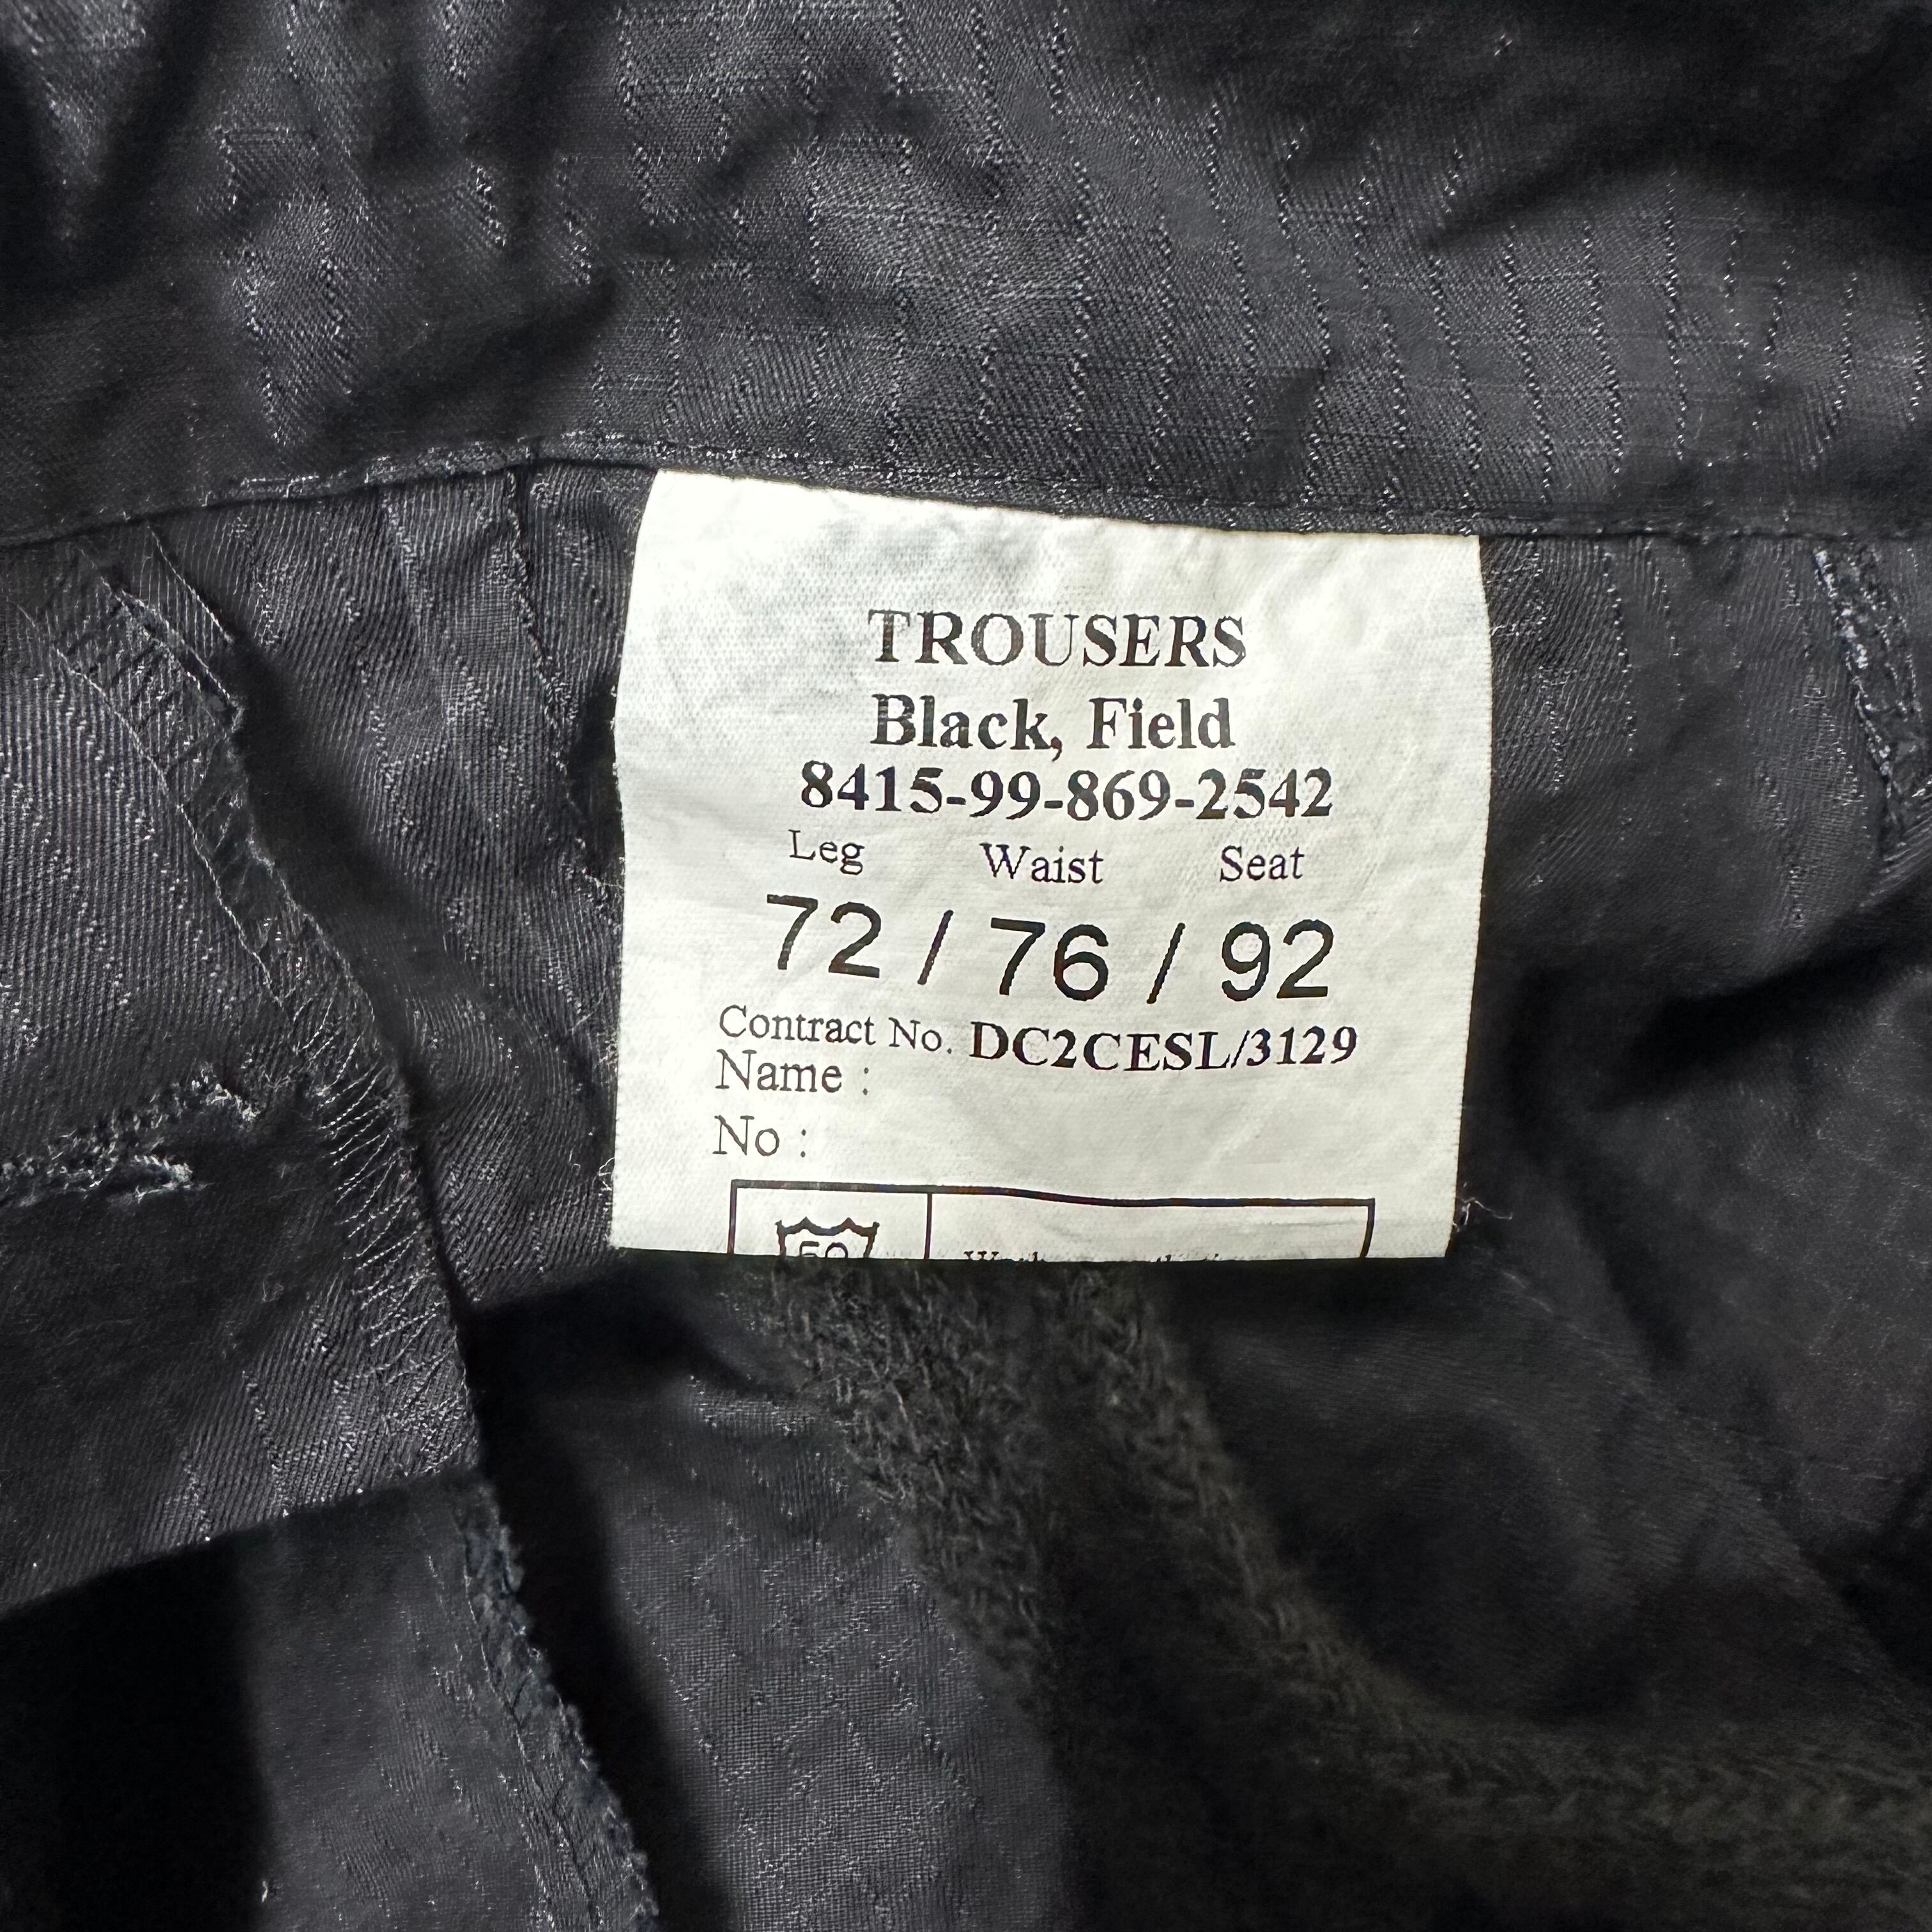 TROUSERS
Black, Field
8415-99-869-2542
Leg Waist Seat
72 / 76 / 92
Contract No. DC2CESL/3129
Name :
No :